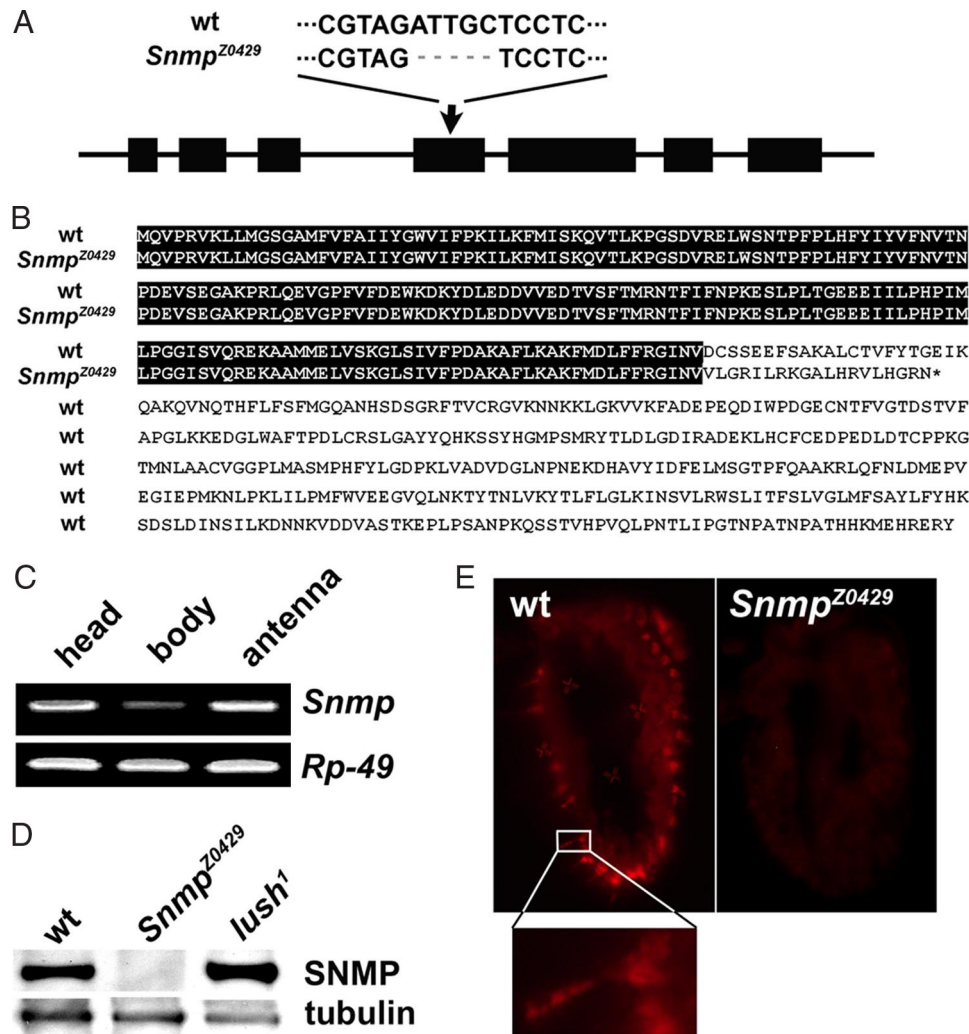 A
wt ···CGTAGATTGCTCCTC···
Snmp^Z0429 ···CGTAG-----TCCTC···
B
wt MQVPRVKLLMGSGAMFVFAIIYGWVIFPKILKFMISKQVTLKPGSDVRELWSNTPFPLHFYIYVFNVTN
Snmp^Z0429 MQVPRVKLLMGSGAMFVFAIIYGWVIFPKILKFMISKQVTLKPGSDVRELWSNTPFPLHFYIYVFNVTN
wt PDEVSEGAKPRLQEVGPFVFDEWKDKYDLEDDVVEDTVSFTMRNTFIFNPKESLPLTGEEEIILPHPIM
Snmp^Z0429 PDEVSEGAKPRLQEVGPFVFDEWKDKYDLEDDVVEDTVSFTMRNTFIFNPKESLPLTGEEEIILPHPIM
wt LPGGISVQREKAAMMELVSKGLSIVFPDAKAFLKAKFMDLFFRGINVDCSSEEFSAKALCTVFYTGEIK
Snmp^Z0429 LPGGISVQREKAAMMELVSKGLSIVFPDAKAFLKAKFMDLFFRGINVVLGRILRKGALHRVLHGRN*
wt QAKQVNQTHFLFSFMGQANHSDSGRFTVCRGVKNNKKLGKVVKFADEPEQDIWPDGECNTFVGTDSTVF
wt APGLKKEDGLWAFTPDLCRSLGAYYQHKSSYHGMPSMRYTLDLGDIRADEKLHCFCEDPEDLDTCPPKG
wt TMNLAACVGGPLMASMPHFYLGDPKLVADVDGLNPNEKDHAVYIDFELMSGTPFQAAKRLQFNLDMEPV
wt EGIEPMKNLPKLILPMFWVEEGVQLNKTYTNLVKYTLFLGLKINSVLRWSLITFSLVGLMFSAYLFYHK
wt SDSLDINSILKDNNKVDDVASTKEPLPSANPKQSSTVHPVQLPNTLIPGTNPATNPATHHKMEHRERY
C
head body antenna
Snmp
Rp-49
D
wt Snmp^Z0429 lush^1
SNMP
tubulin
E
wt Snmp^Z0429